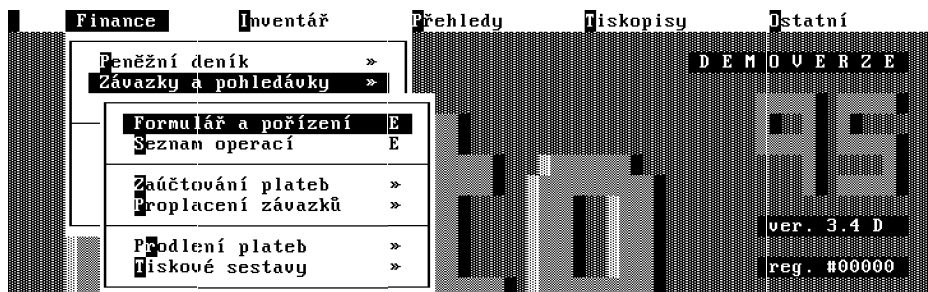 Finance Inventář Přehledy Tiskopisy Ostatní
Peněžní deník »
DEMOVERZE
Závazky a pohledávky »
Formulář a pořízení E
Seznam operací E
95
Zaúčtování plateb »
Proplacení závazků »
ver. 3.4 D
Prodlení plateb »
Tiskové sestavy »
reg. #00000